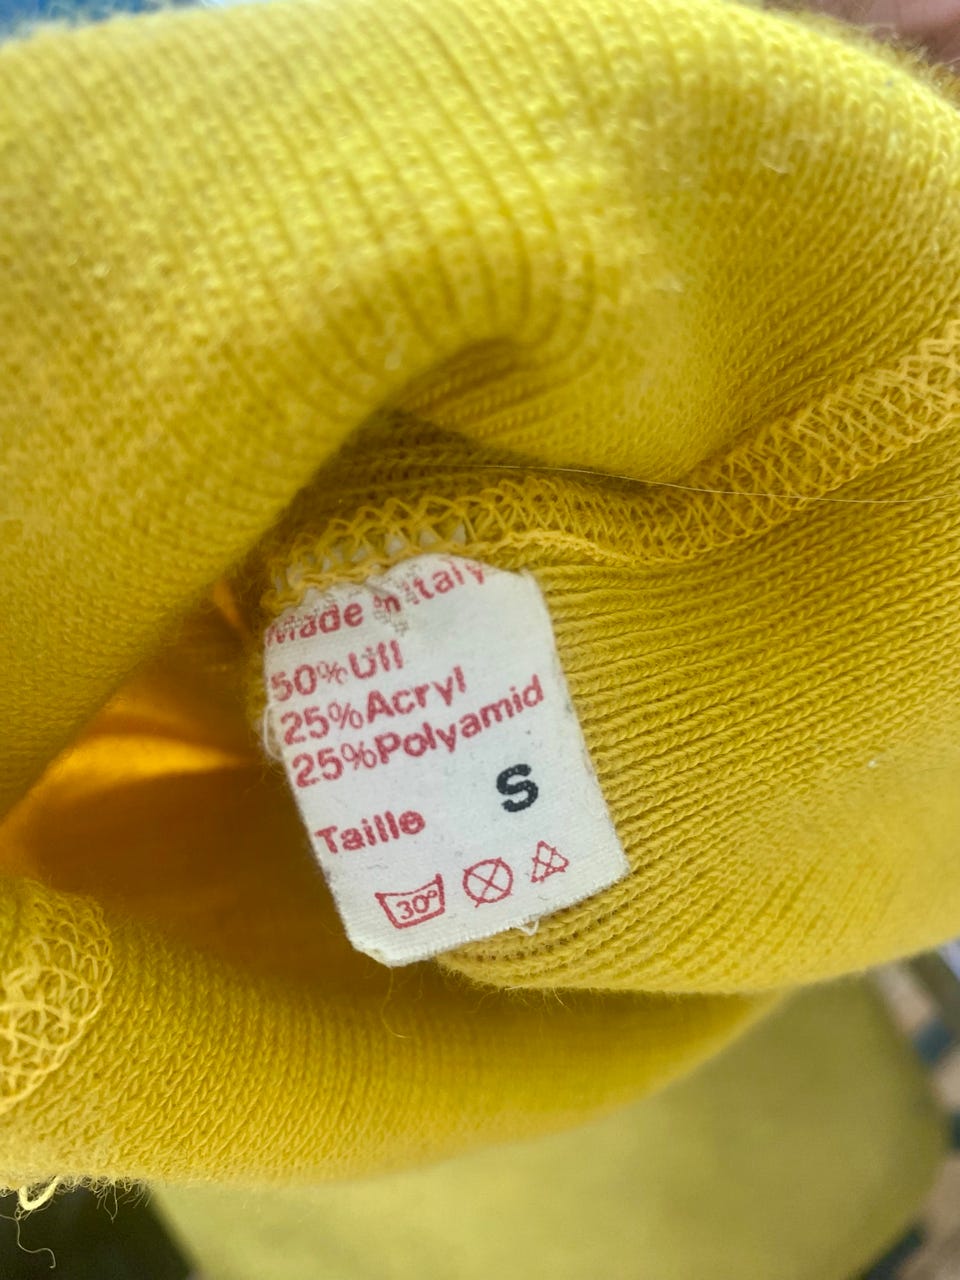 Made in Italy
50% Ull
25% Acryl
25% Polyamid
Taille S
30°